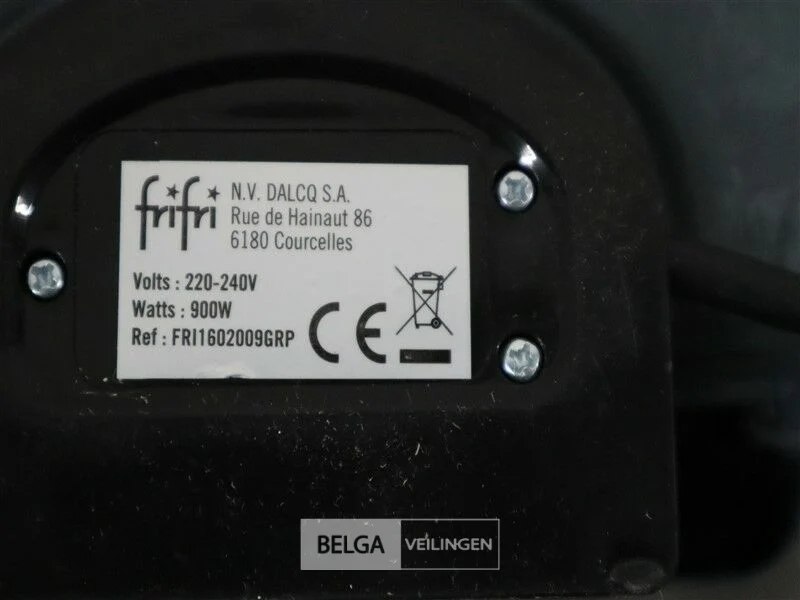 frifri
N.V. DALCQ S.A.
Rue de Hainaut 86
6180 Courcelles
Volts : 220-240V
Watts : 900W
Ref : FRI1602009GRP
CE
BELGA VEILINGEN